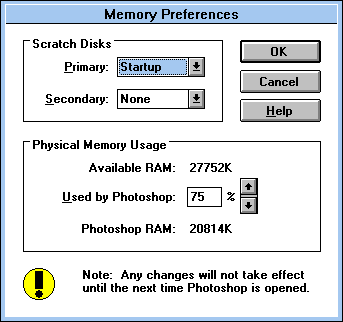 Memory Preferences
Scratch Disks
Primary: Startup
Secondary: None
OK
Cancel
Help
Physical Memory Usage
Available RAM: 27752K
Used by Photoshop: 75 %
Photoshop RAM: 20814K
Note: Any changes will not take effect
until the next time Photoshop is opened.